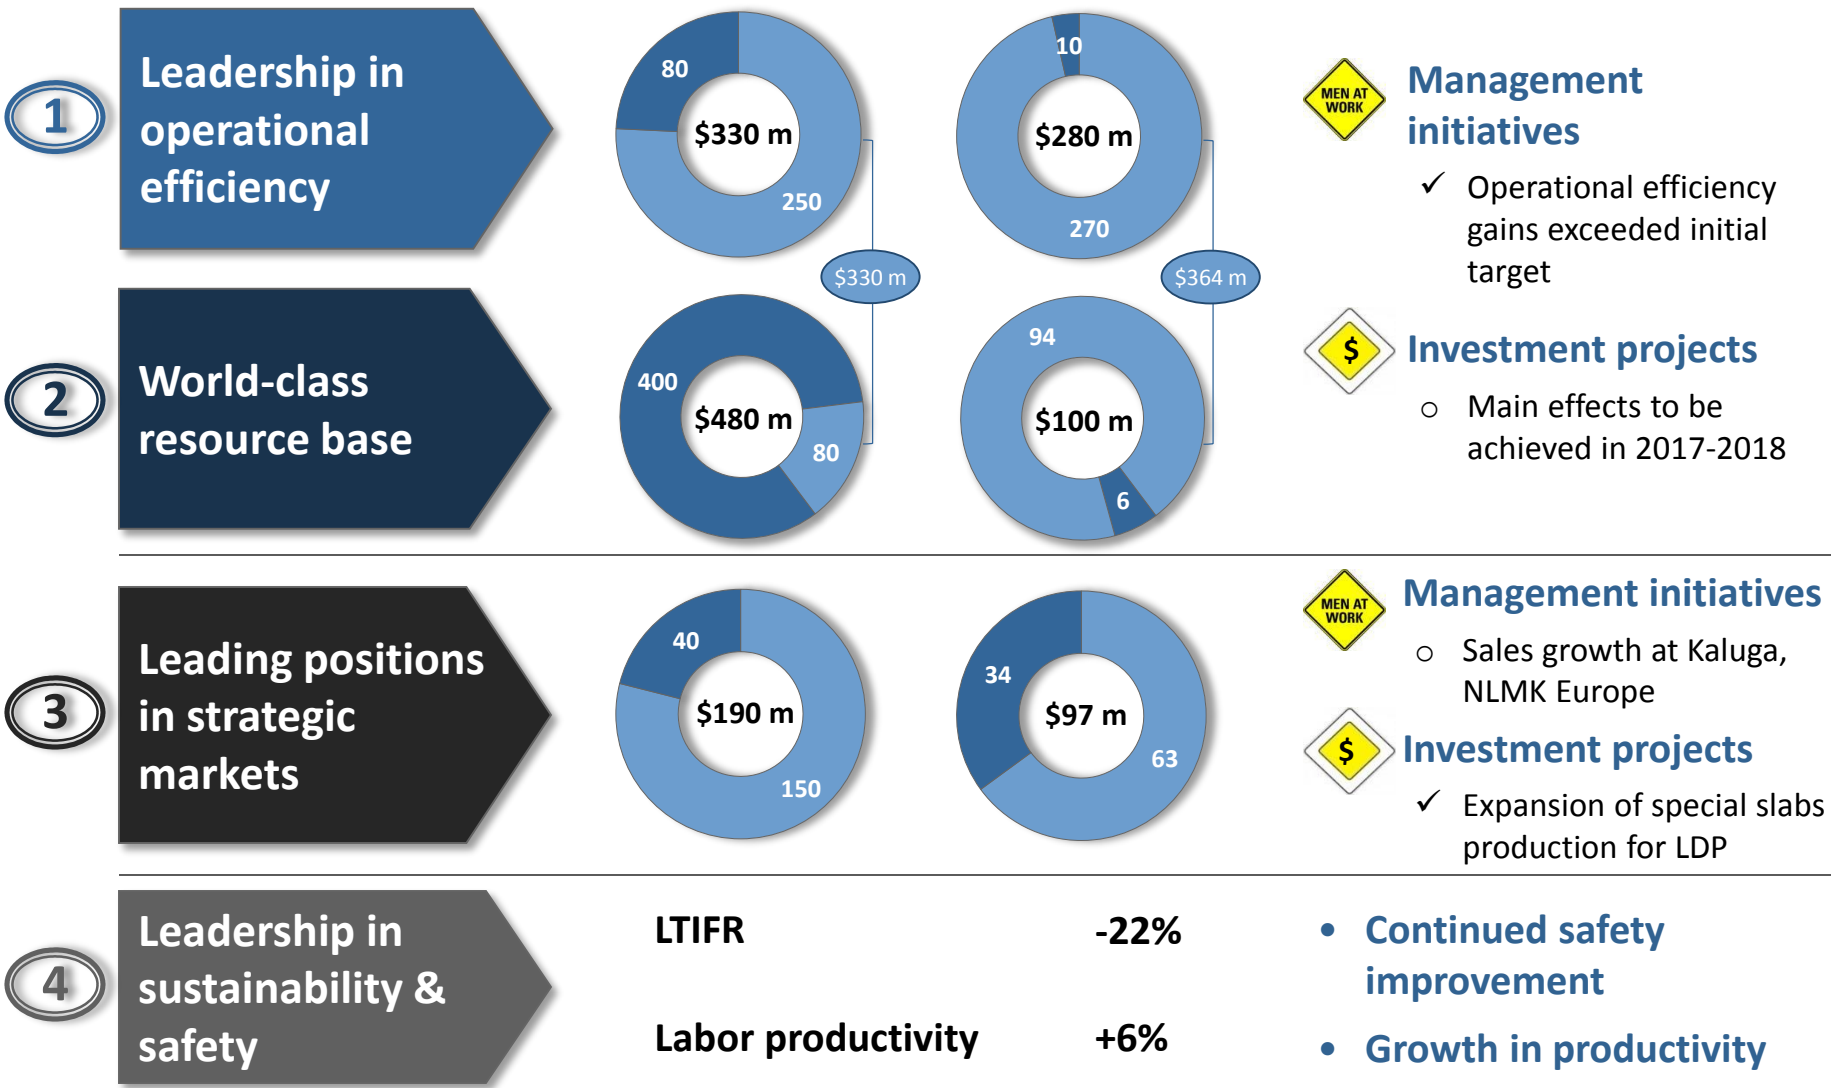 1
Leadership in
operational
efficiency
80
$330 m
250
10
$280 m
270
MEN AT
WORK
Management
initiatives
✓ Operational efficiency
gains exceeded initial
target
$330 m
$364 m
2
World-class
resource base
400
$480 m
80
94
$100 m
6
$
Investment projects
o Main effects to be
achieved in 2017-2018
3
Leading positions
in strategic
markets
40
$190 m
150
34
$97 m
63
MEN AT
WORK
Management initiatives
o Sales growth at Kaluga,
NLMK Europe
$
Investment projects
✓ Expansion of special slabs
production for LDP
4
Leadership in
sustainability &
safety
LTIFR -22%
Labor productivity +6%
• Continued safety
improvement
• Growth in productivity